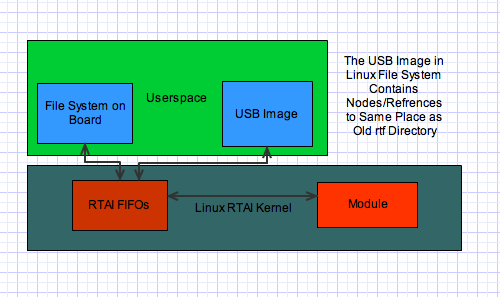 File System on
Board
Userspace
USB Image
The USB Image in
Linux File System
Contains
Nodes/Refrences
to Same Place as
Old rtf Directory
RTAI FIFOs
Linux RTAI Kernel
Module